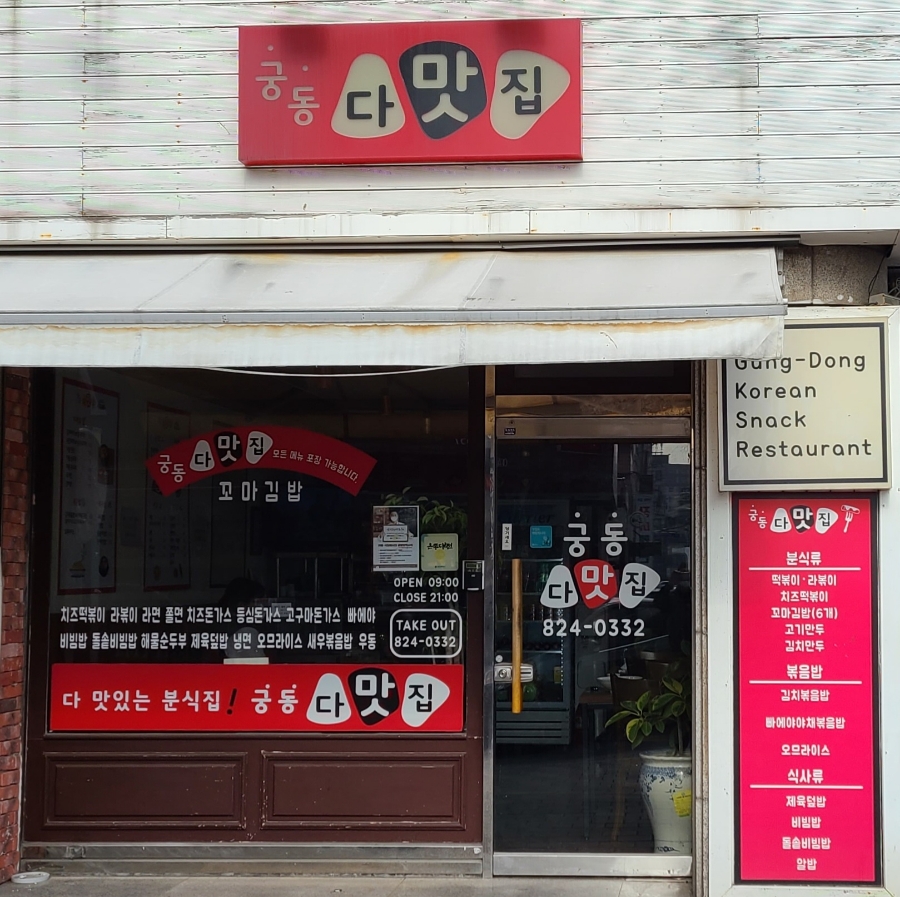 궁동 다맛집
Gung-Dong
Korean
Snack
Restaurant
궁동 다맛집 모든 메뉴 포장 가능합니다.
꼬마김밥
OPEN 09:00
CLOSE 21:00
치즈떡볶이 라볶이 라면 쫄면 치즈돈가스 등심돈가스 고구마돈가스 빠에야
비빔밥 돌솥비빔밥 해물순두부 제육덮밥 냉면 오므라이스 새우볶음밥 우동
TAKE OUT
824-0332
다 맛있는 분식집! 궁동 다맛집
궁동
다맛집
824-0332
궁동 다맛집
분식류
떡볶이·라볶이
치즈떡볶이
꼬마김밥(6개)
고기만두
김치만두
볶음밥
김치볶음밥
빠에야야채볶음밥
오므라이스
식사류
제육덮밥
비빔밥
돌솥비빔밥
알밥